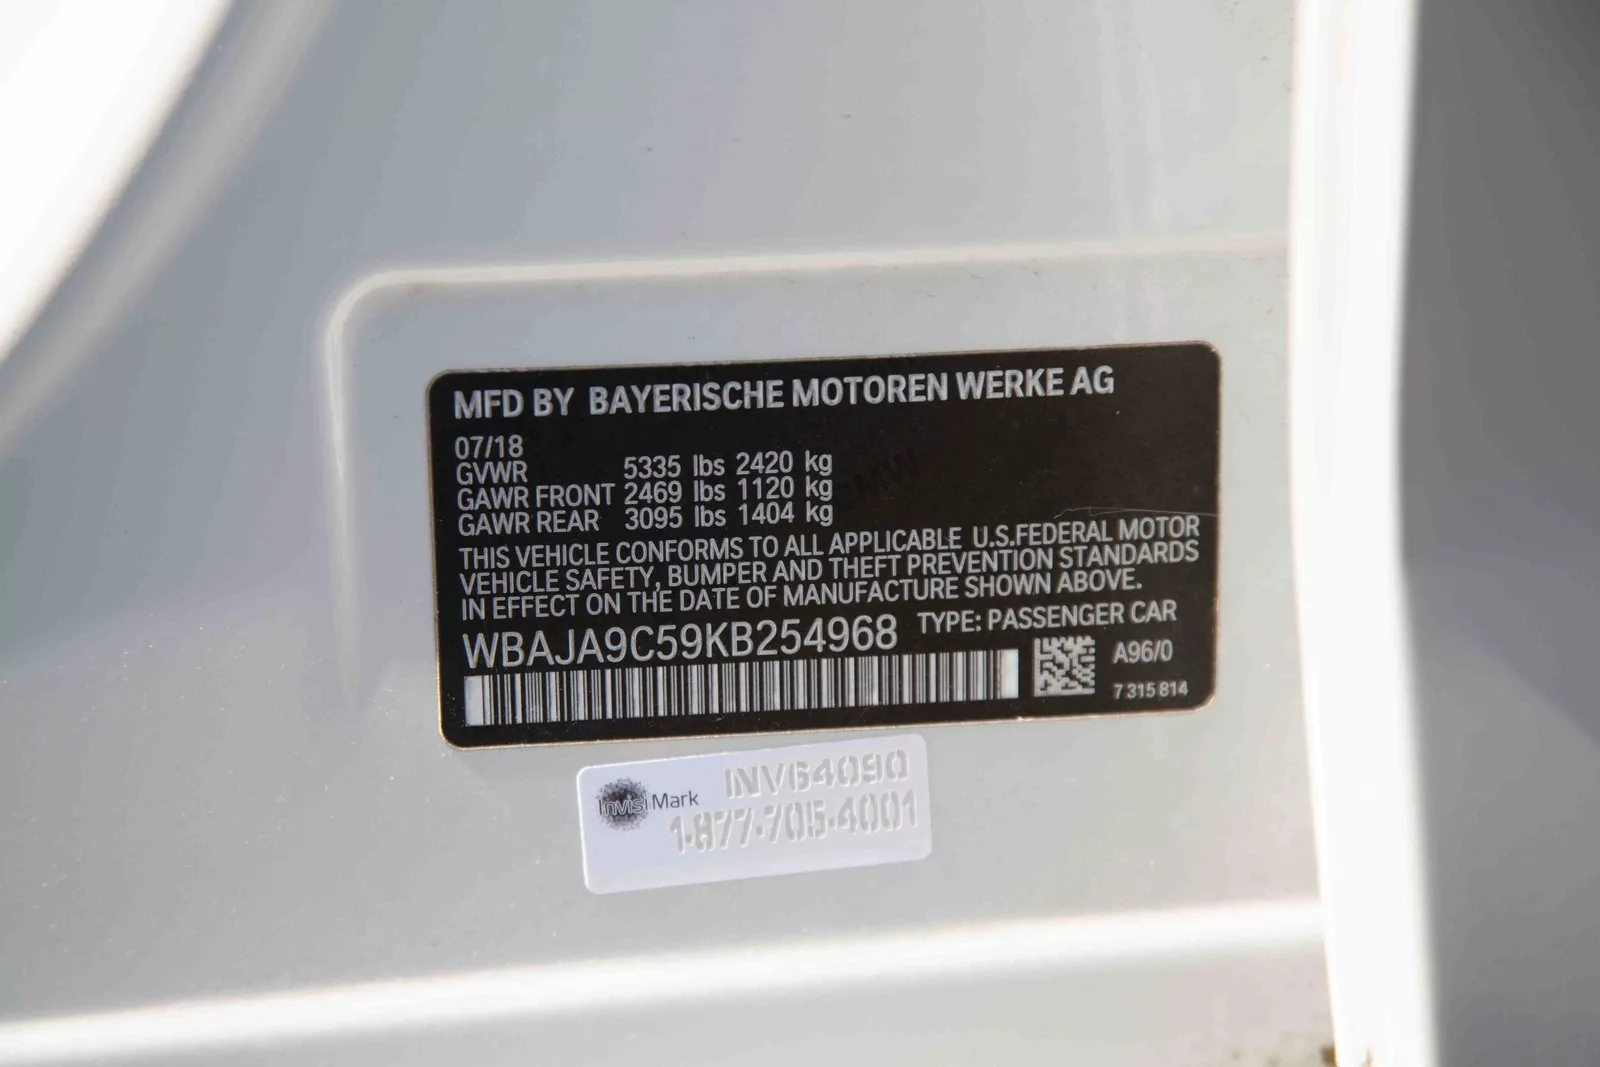 MFD BY BAYERISCHE MOTOREN WERKE AG
07/18
GVWR 5335 lbs 2420 kg
GAWR FRONT 2469 lbs 1120 kg
GAWR REAR 3095 lbs 1404 kg
THIS VEHICLE CONFORMS TO ALL APPLICABLE U.S.FEDERAL MOTOR
VEHICLE SAFETY, BUMPER AND THEFT PREVENTION STANDARDS
IN EFFECT ON THE DATE OF MANUFACTURE SHOWN ABOVE.
WBAJA9C59KB254968 TYPE: PASSENGER CAR
A96/0
7 315 814
InvisiMark INV64090
1-877-705-4001